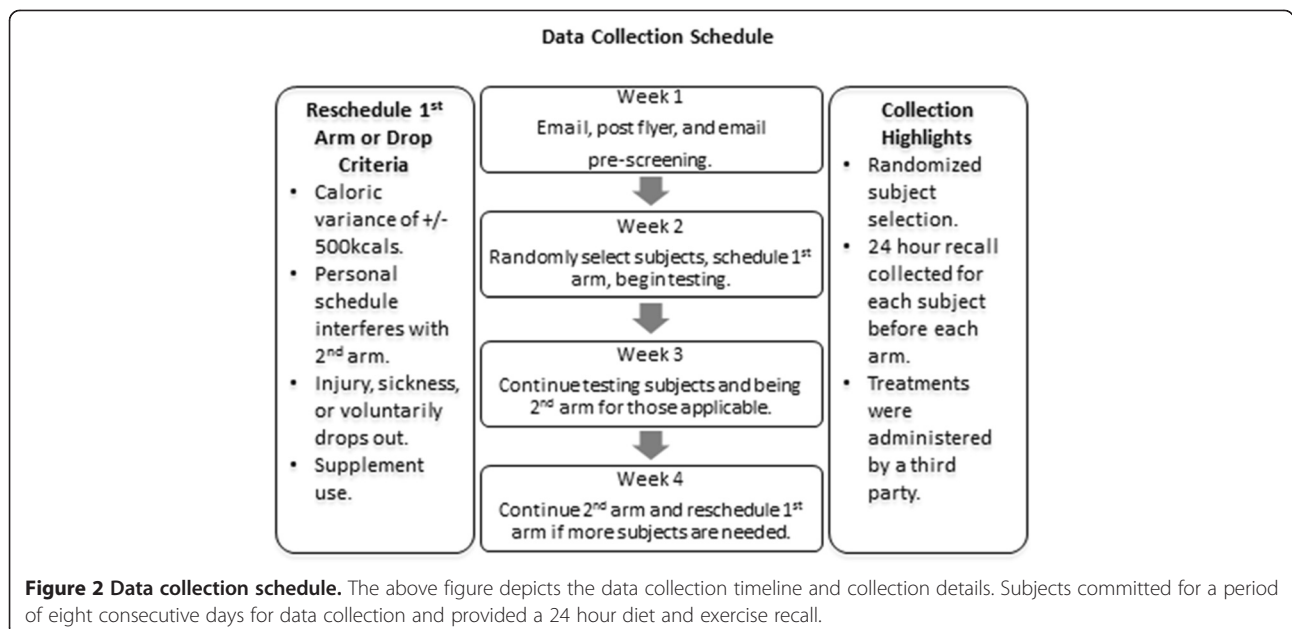 Data Collection Schedule
Reschedule 1st
Arm or Drop
Criteria
• Caloric
variance of +/-
500kcals.
• Personal
schedule
interferes with
2nd arm.
• Injury, sickness,
or voluntarily
drops out.
• Supplement
use.
Week 1
Email, post flyer, and email
pre-screening.
Week 2
Randomly select subjects, schedule 1st
arm, begin testing.
Week 3
Continue testing subjects and being
2nd arm for those applicable.
Week 4
Continue 2nd arm and reschedule 1st
arm if more subjects are needed.
Collection
Highlights
• Randomized
subject
selection.
• 24 hour recall
collected for
each subject
before each
arm.
• Treatments
were
administered
by a third
party.
Figure 2 Data collection schedule. The above figure depicts the data collection timeline and collection details. Subjects committed for a period
of eight consecutive days for data collection and provided a 24 hour diet and exercise recall.